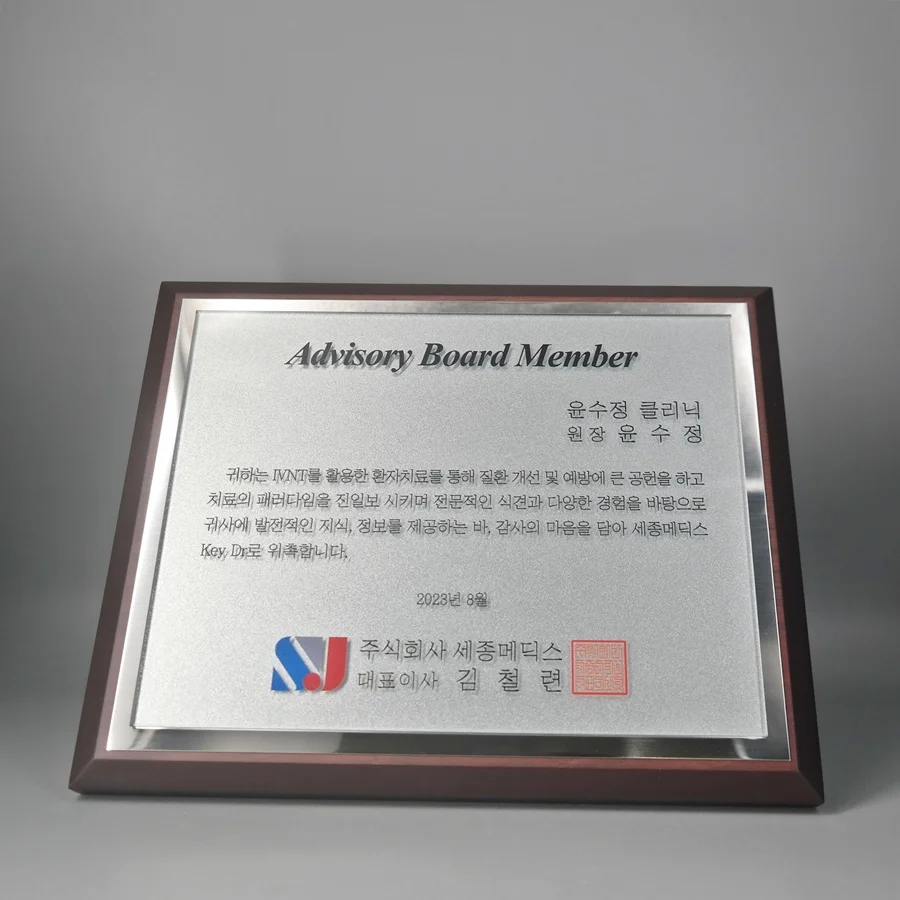 Advisory Board Member
윤수정 클리닉
원장 윤 수 정
귀하는 IVNT를 활용한 환자치료를 통해 질환 개선 및 예방에 큰 공헌을 하고
치료의 패러다임을 진일보 시키며 전문적인 식견과 다양한 경험을 바탕으로
귀사에 발전적인 지식, 정보를 제공하는 바, 감사의 마음을 담아 세종메딕스
Key Dr로 위촉합니다.
2023년 8월
SJ 주식회사 세종메딕스
대표이사 김 철 련